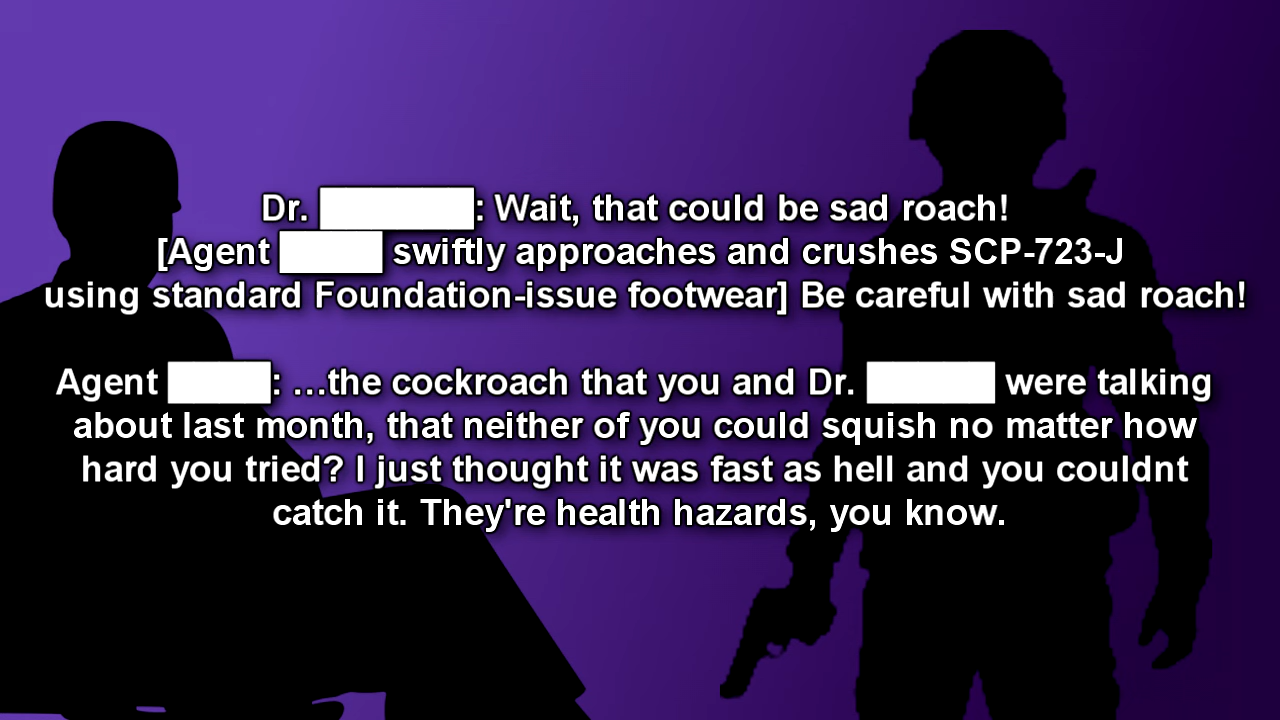 Dr. ██████: Wait, that could be sad roach!
[Agent ████ swiftly approaches and crushes SCP-723-J
using standard Foundation-issue footwear] Be careful with sad roach!
Agent ████: …the cockroach that you and Dr. █████ were talking
about last month, that neither of you could squish no matter how
hard you tried? I just thought it was fast as hell and you couldnt
catch it. They're health hazards, you know.